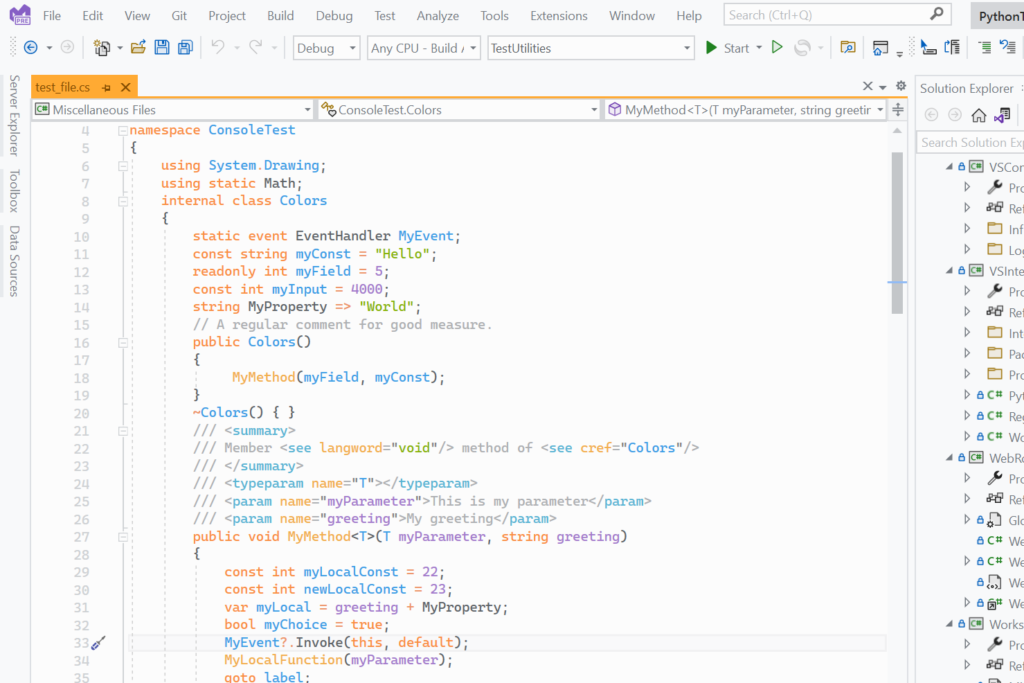 PRE
File Edit View Git Project Build Debug Test Analyze Tools Extensions Window Help Search (Ctrl+Q) PythonT
Debug Any CPU - Build TestUtilities Start
Server Explorer
Toolbox
Data Sources
test_file.cs
C# Miscellaneous Files ConsoleTest.Colors MyMethod<T>(T myParameter, string greetir
4 namespace ConsoleTest
5 {
6 using System.Drawing;
7 using static Math;
8 internal class Colors
9 {
10 static event EventHandler MyEvent;
11 const string myConst = "Hello";
12 readonly int myField = 5;
13 const int myInput = 4000;
14 string MyProperty => "World";
15 // A regular comment for good measure.
16 public Colors()
17 {
18 MyMethod(myField, myConst);
19 }
20 ~Colors() { }
21 /// <summary>
22 /// Member <see langword="void"/> method of <see cref="Colors"/>
23 /// </summary>
24 /// <typeparam name="T"></typeparam>
25 /// <param name="myParameter">This is my parameter</param>
26 /// <param name="greeting">My greeting</param>
27 public void MyMethod<T>(T myParameter, string greeting)
28 {
29 const int myLocalConst = 22;
30 const int newLocalConst = 23;
31 var myLocal = greeting + MyProperty;
32 bool myChoice = true;
33 MyEvent?.Invoke(this, default);
34 MyLocalFunction(myParameter);
35 goto label;
Solution Explorer
Search Solution Exp
C# VSCor
Pro
Ref
Inf
Log
C# VSInte
Pro
Ref
Int
Pac
Pro
C# Pyt
C# Reg
C# Wo
C# WebRo
Pro
Ref
Glo
C# We
C# We
We
We
C# Works
Pro
Ref